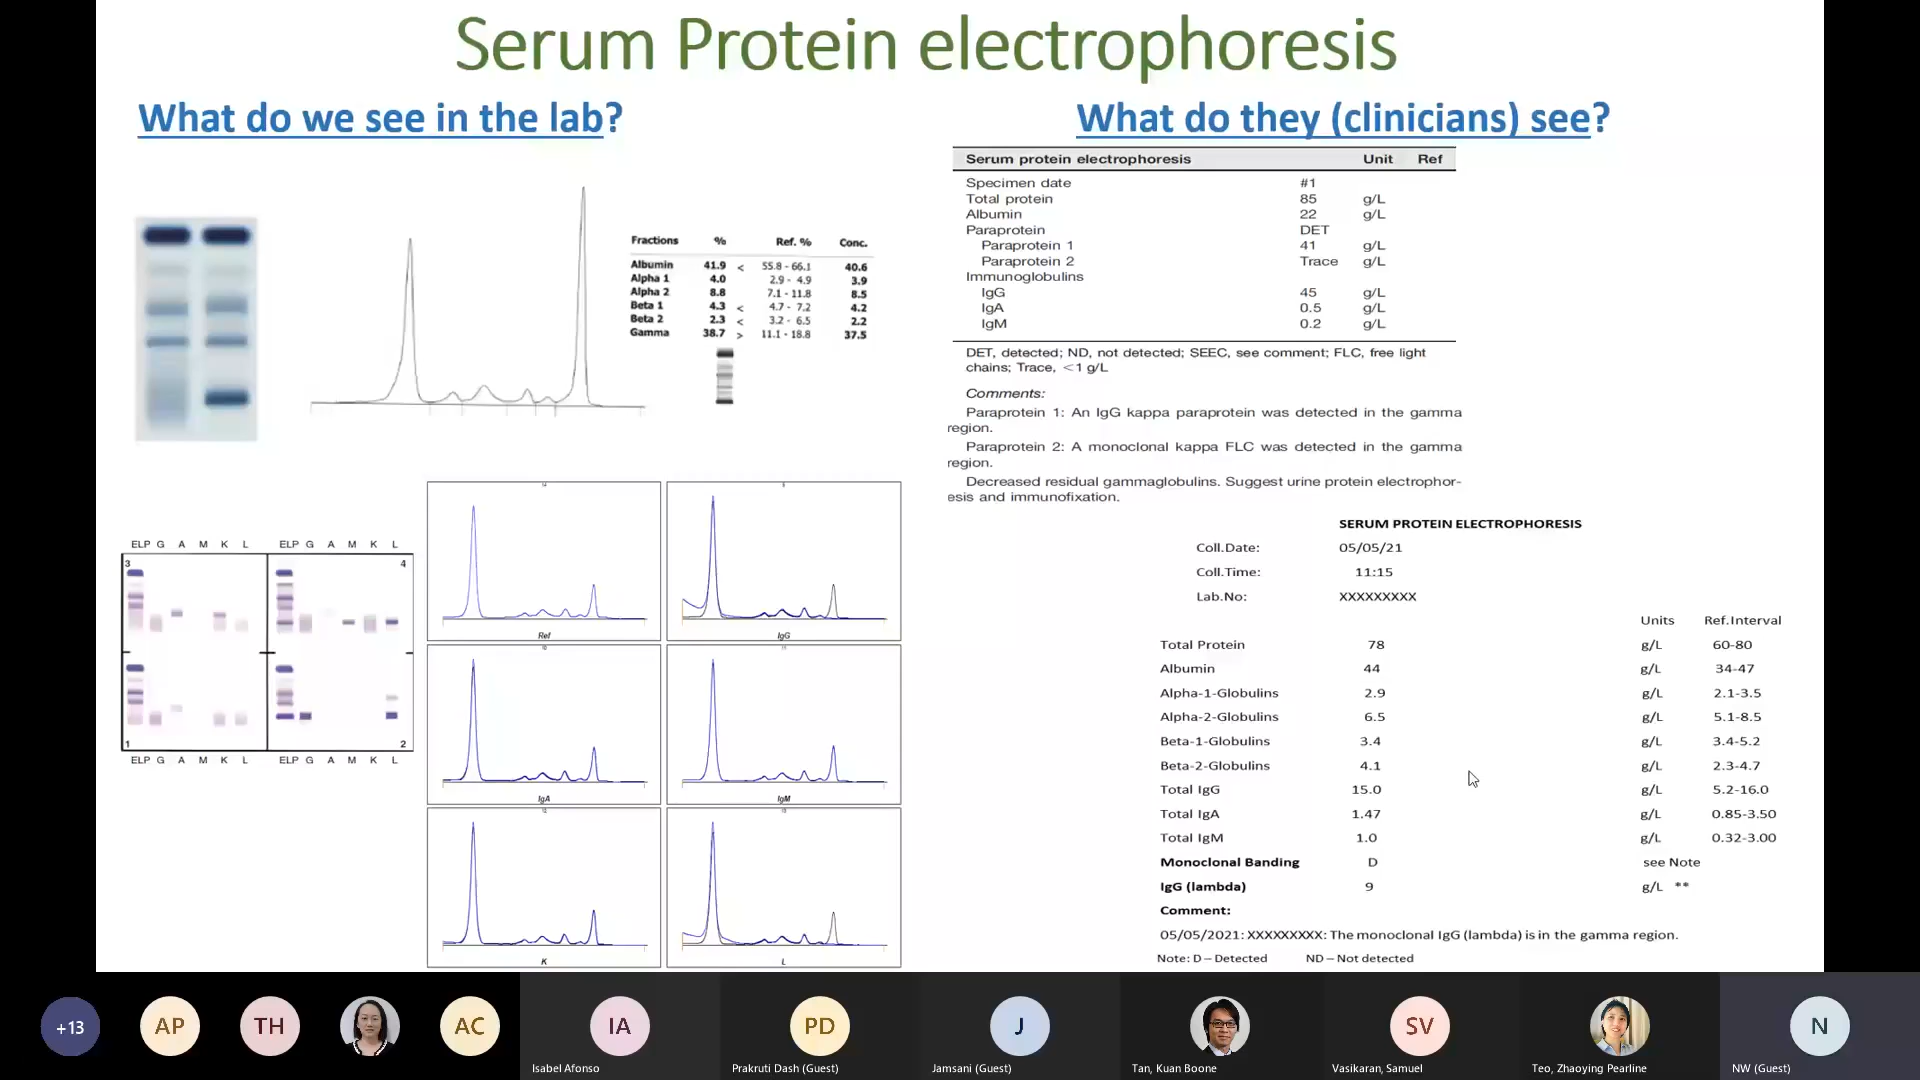 Serum Protein electrophoresis
What do we see in the lab?
Fractions % Ref. % Conc.
Albumin 41.9 < 55.8 - 66.1 40.6
Alpha 1 4.0 2.9 - 4.9 3.9
Alpha 2 8.8 7.1 - 11.8 8.5
Beta 1 4.3 < 4.7 - 7.2 4.2
Beta 2 2.3 < 3.2 - 6.5 2.2
Gamma 38.7 > 11.1 - 18.8 37.5
ELP G A M K L ELP G A M K L
3 4
1 2
ELP G A M K L ELP G A M K L
Ref IgG
IgA IgM
K L
What do they (clinicians) see?
Serum protein electrophoresis Unit Ref
Specimen date #1
Total protein 85 g/L
Albumin 22 g/L
Paraprotein DET
Paraprotein 1 41 g/L
Paraprotein 2 Trace g/L
Immunoglobulins
IgG 45 g/L
IgA 0.5 g/L
IgM 0.2 g/L
DET, detected; ND, not detected; SEEC, see comment; FLC, free light
chains; Trace, <1 g/L
Comments:
Paraprotein 1: An IgG kappa paraprotein was detected in the gamma
region.
Paraprotein 2: A monoclonal kappa FLC was detected in the gamma
region.
Decreased residual gammaglobulins. Suggest urine protein electrophor-
esis and immunofixation.
SERUM PROTEIN ELECTROPHORESIS
Coll.Date: 05/05/21
Coll.Time: 11:15
Lab.No: XXXXXXXXX
Units Ref.Interval
Total Protein 78 g/L 60-80
Albumin 44 g/L 34-47
Alpha-1-Globulins 2.9 g/L 2.1-3.5
Alpha-2-Globulins 6.5 g/L 5.1-8.5
Beta-1-Globulins 3.4 g/L 3.4-5.2
Beta-2-Globulins 4.1 g/L 2.3-4.7
Total IgG 15.0 g/L 5.2-16.0
Total IgA 1.47 g/L 0.85-3.50
Total IgM 1.0 g/L 0.32-3.00
Monoclonal Banding D see Note
IgG (lambda) 9 g/L **
Comment:
05/05/2021: XXXXXXXXX: The monoclonal IgG (lambda) is in the gamma region.
Note: D – Detected ND – Not detected
+13 AP TH AC IA PD J SV N
Isabel Afonso Prakruti Dash (Guest) Jamsani (Guest) Tan, Kuan Boone Vasikaran, Samuel Teo, Zhaoying Pearline NW (Guest)